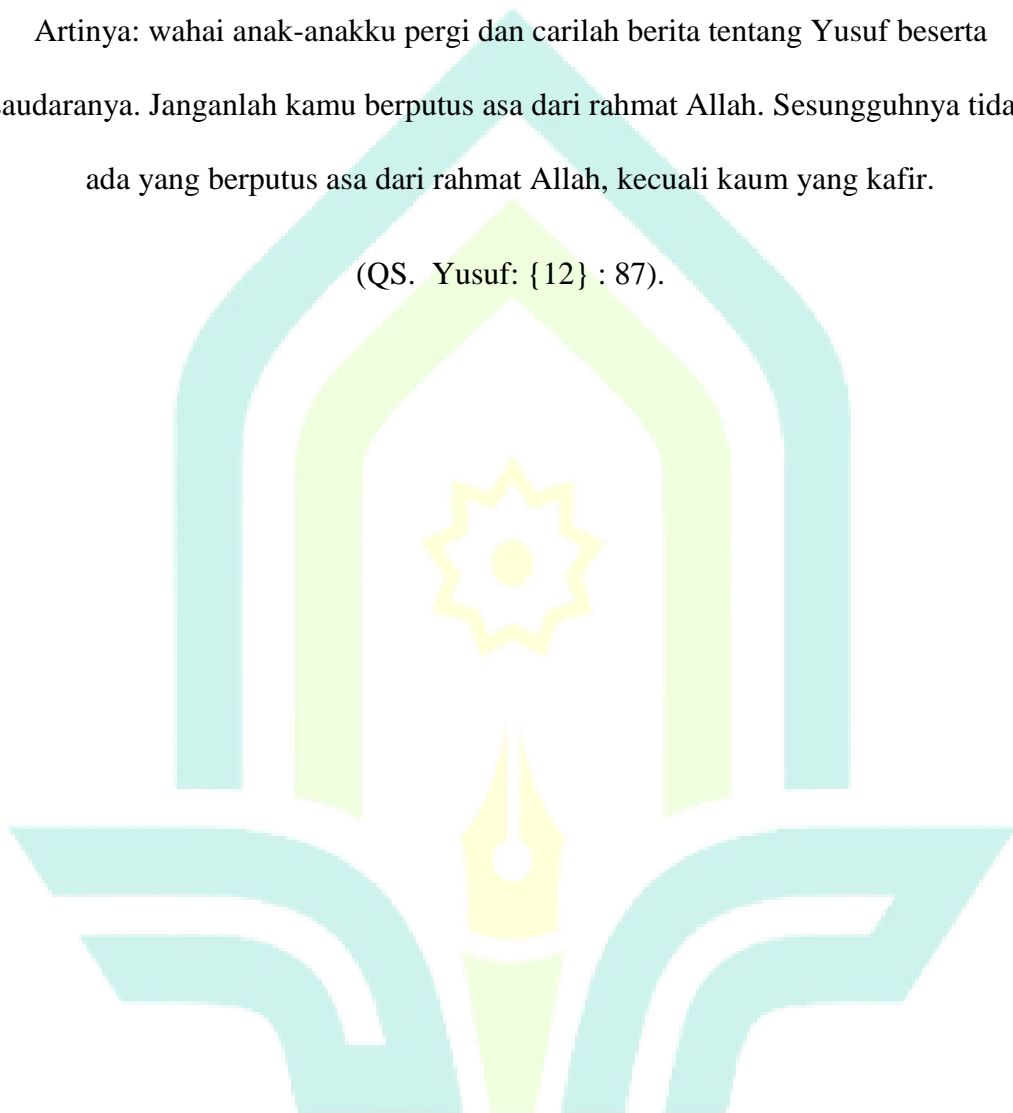 Artinya: wahai anak-anakku pergi dan carilah berita tentang Yusuf beserta
saudaranya. Janganlah kamu berputus asa dari rahmat Allah. Sesungguhnya tida
ada yang berputus asa dari rahmat Allah, kecuali kaum yang kafir.
(QS. Yusuf: {12} : 87).